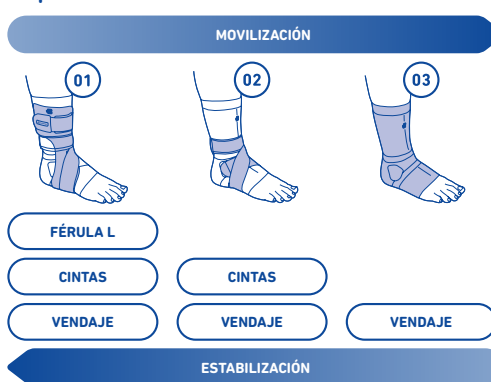 MOVILIZACIÓN
01 02 03
FÉRULA L
CINTAS CINTAS
VENDAJE VENDAJE VENDAJE
ESTABILIZACIÓN